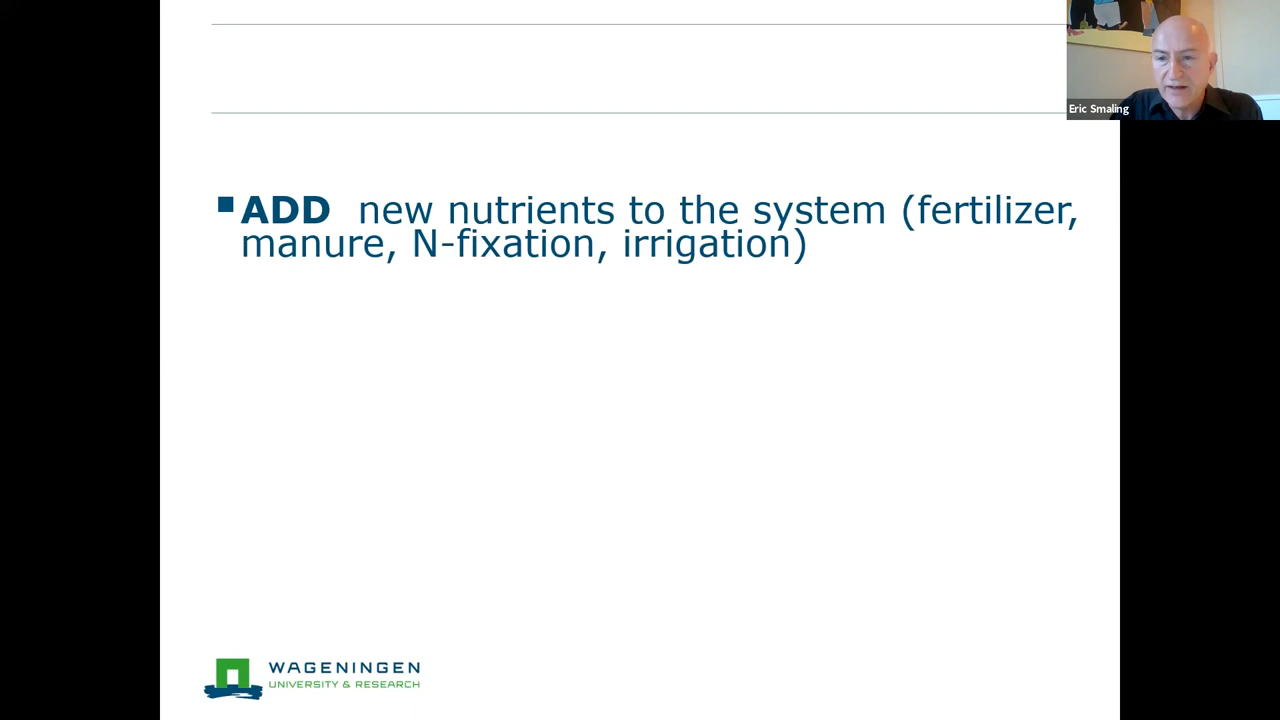 Eric Smaling
▪ADD new nutrients to the system (fertilizer,
manure, N-fixation, irrigation)
WAGENINGEN
UNIVERSITY & RESEARCH